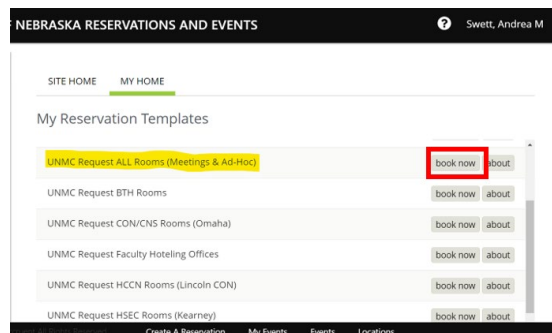 NEBRASKA RESERVATIONS AND EVENTS ? Swett, Andrea M
SITE HOME MY HOME
My Reservation Templates
UNMC Request ALL Rooms (Meetings & Ad-Hoc) book now about
UNMC Request BTH Rooms book now about
UNMC Request CON/CNS Rooms (Omaha) book now about
UNMC Request Faculty Hoteling Offices book now about
UNMC Request HCCN Rooms (Lincoln CON) book now about
UNMC Request HSEC Rooms (Kearney) book now about
All Rights Reserved Create A Reservation My Events Events Locations